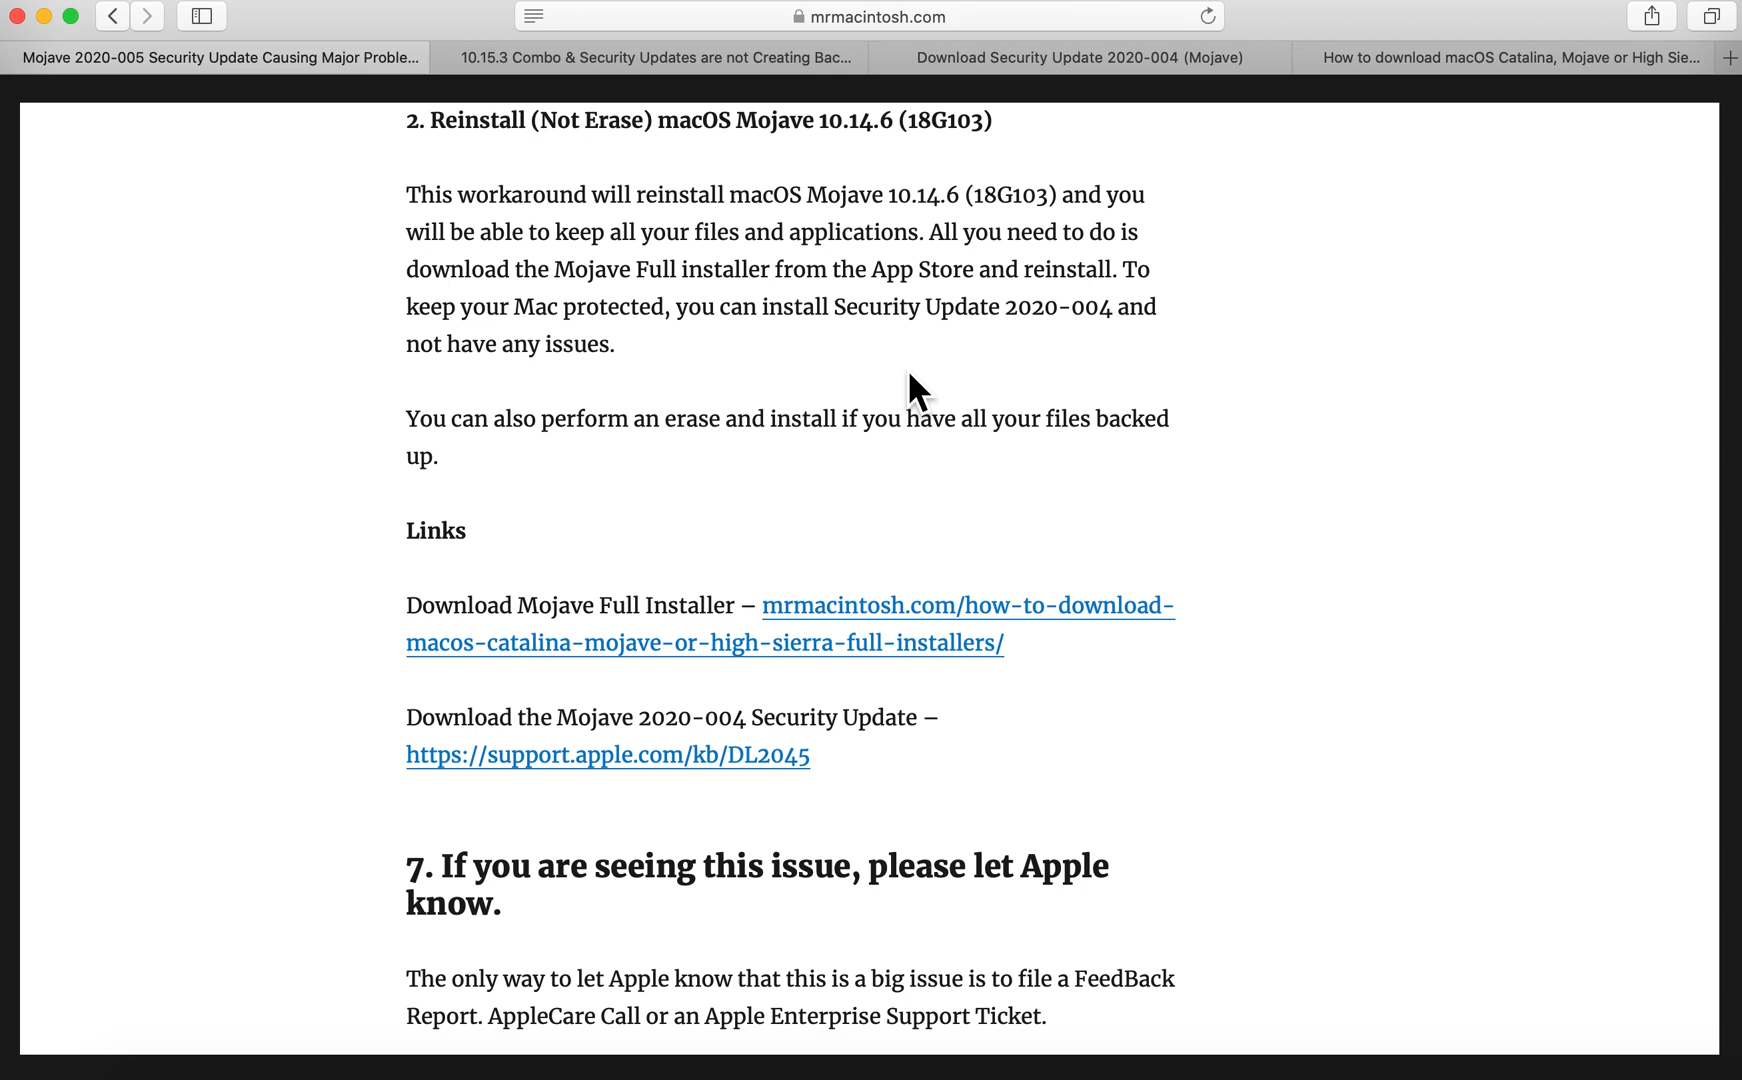 mrmacintosh.com
Mojave 2020-005 Security Update Causing Major Proble...
10.15.3 Combo & Security Updates are not Creating Bac...
Download Security Update 2020-004 (Mojave)
How to download macOS Catalina, Mojave or High Sie...
2. Reinstall (Not Erase) macOS Mojave 10.14.6 (18G103)
This workaround will reinstall macOS Mojave 10.14.6 (18G103) and you
will be able to keep all your files and applications. All you need to do is
download the Mojave Full installer from the App Store and reinstall. To
keep your Mac protected, you can install Security Update 2020-004 and
not have any issues.
You can also perform an erase and install if you have all your files backed
up.
Links
Download Mojave Full Installer – mrmacintosh.com/how-to-download-
macos-catalina-mojave-or-high-sierra-full-installers/
Download the Mojave 2020-004 Security Update –
https://support.apple.com/kb/DL2045
7. If you are seeing this issue, please let Apple
know.
The only way to let Apple know that this is a big issue is to file a FeedBack
Report. AppleCare Call or an Apple Enterprise Support Ticket.